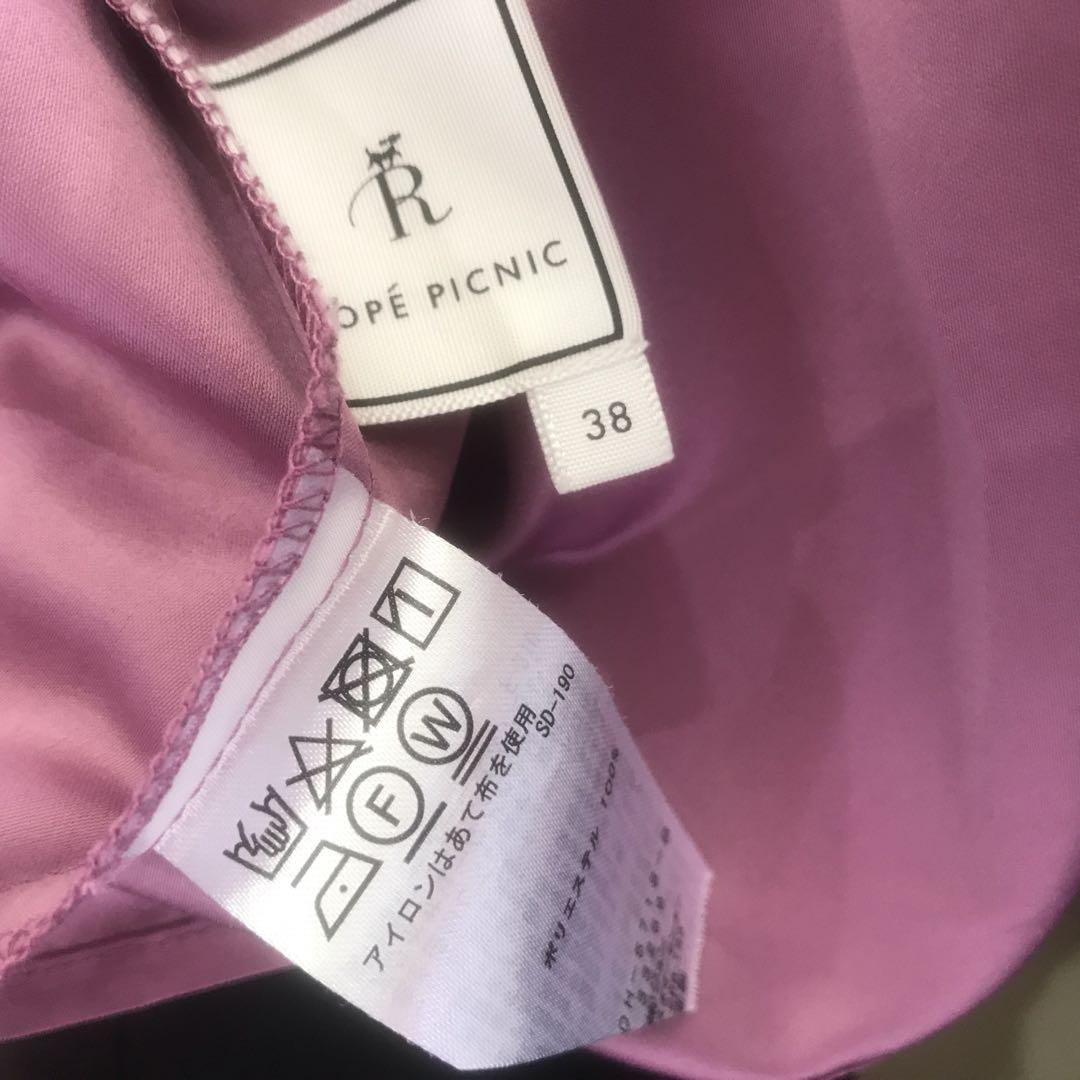 R
OPÉ PICNIC
38
W
F
アイロンはあて布を使用
SD-190
ポリエステル 100%